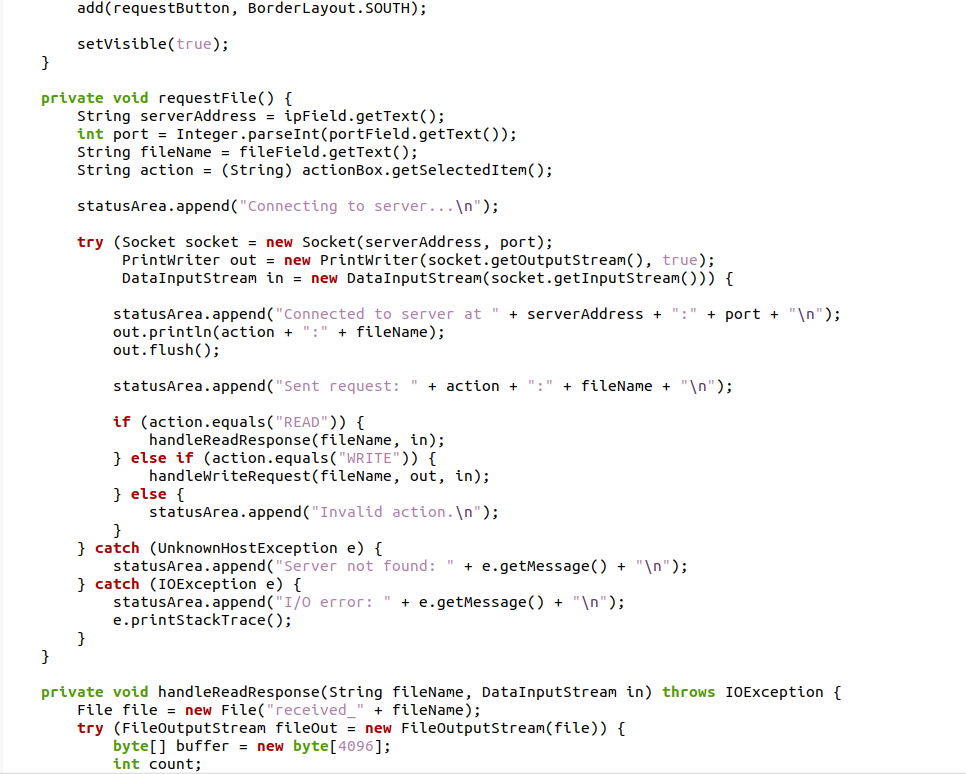 add(requestButton, BorderLayout.SOUTH);

        setVisible(true);
    }

    private void requestFile() {
        String serverAddress = ipField.getText();
        int port = Integer.parseInt(portField.getText());
        String fileName = fileField.getText();
        String action = (String) actionBox.getSelectedItem();

        statusArea.append("Connecting to server...\n");

        try (Socket socket = new Socket(serverAddress, port);
             PrintWriter out = new PrintWriter(socket.getOutputStream(), true);
             DataInputStream in = new DataInputStream(socket.getInputStream())) {

            statusArea.append("Connected to server at " + serverAddress + ":" + port + "\n");
            out.println(action + ":" + fileName);
            out.flush();

            statusArea.append("Sent request: " + action + ":" + fileName + "\n");

            if (action.equals("READ")) {
                handleReadResponse(fileName, in);
            } else if (action.equals("WRITE")) {
                handleWriteRequest(fileName, out, in);
            } else {
                statusArea.append("Invalid action.\n");
            }
        } catch (UnknownHostException e) {
            statusArea.append("Server not found: " + e.getMessage() + "\n");
        } catch (IOException e) {
            statusArea.append("I/O error: " + e.getMessage() + "\n");
            e.printStackTrace();
        }
    }

    private void handleReadResponse(String fileName, DataInputStream in) throws IOException {
        File file = new File("received_" + fileName);
        try (FileOutputStream fileOut = new FileOutputStream(file)) {
            byte[] buffer = new byte[4096];
            int count;